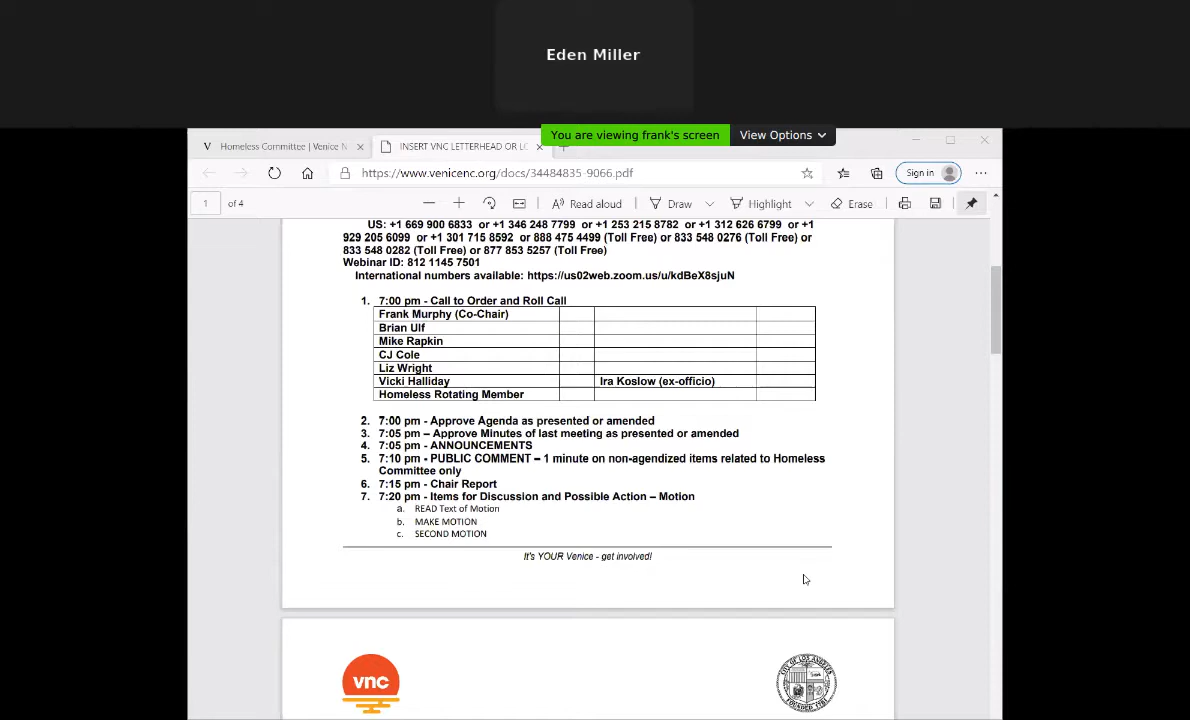 Eden Miller
You are viewing frank's screen View Options
V Homeless Committee | Venice N INSERT VNC LETTERHEAD OR LO
https://www.venicenc.org/docs/34484835-9066.pdf Sign in
1 of 4 Read aloud Draw Highlight Erase
US: +1 669 900 6833 or +1 346 248 7799 or +1 253 215 8782 or +1 312 626 6799 or +1
929 205 6099 or +1 301 715 8592 or 888 475 4499 (Toll Free) or 833 548 0276 (Toll Free) or
833 548 0282 (Toll Free) or 877 853 5257 (Toll Free)
Webinar ID: 812 1145 7501
International numbers available: https://us02web.zoom.us/u/kdBeX8sjuN
1. 7:00 pm - Call to Order and Roll Call
Frank Murphy (Co-Chair)
Brian Ulf
Mike Rapkin
CJ Cole
Liz Wright
Vicki Halliday Ira Koslow (ex-officio)
Homeless Rotating Member
2. 7:00 pm - Approve Agenda as presented or amended
3. 7:05 pm – Approve Minutes of last meeting as presented or amended
4. 7:05 pm - ANNOUNCEMENTS
5. 7:10 pm - PUBLIC COMMENT – 1 minute on non-agendized items related to Homeless
Committee only
6. 7:15 pm - Chair Report
7. 7:20 pm - Items for Discussion and Possible Action – Motion
a. READ Text of Motion
b. MAKE MOTION
c. SECOND MOTION
It's YOUR Venice - get involved!
vnc
CITY OF LOS ANGELES
FOUNDED 1781